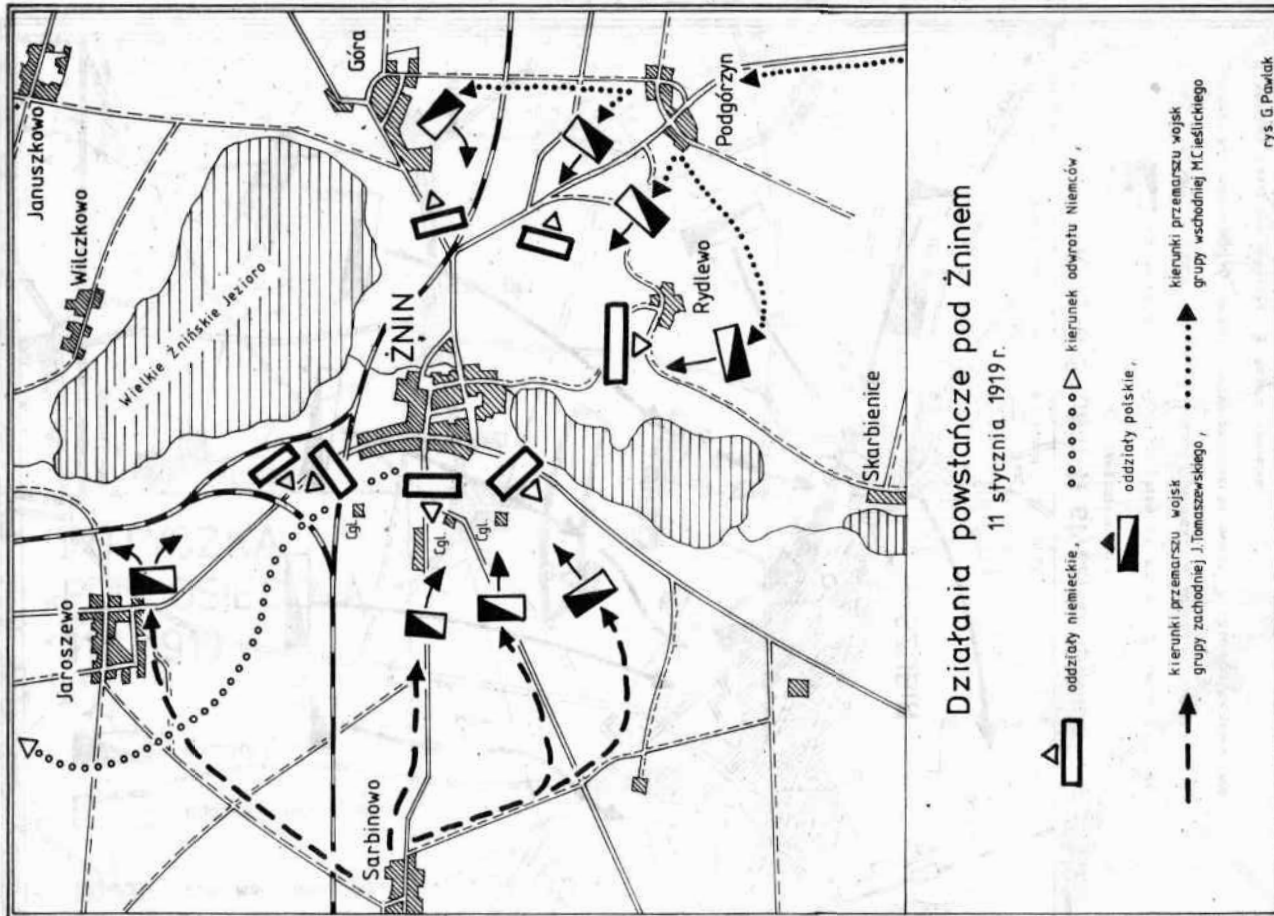 Januszkowo
Góra
Wilczkowo
Wielkie Żnińskie Jezioro
ŻNIN
Podgórzyn
Rydlewo
Skarbienice
Jaroszewo
Cgl.
Cgl.
Cgl.
Sarbinowo
Działania powstańcze pod Żninem
11 stycznia 1919 r.
oddziały niemieckie,
kierunek odwrotu Niemców,
oddziały polskie,
kierunki przemarszu wojsk
grupy zachodniej J.Tomaszewskiego,
kierunki przemarszu wojsk
grupy wschodniej M.Cieślickiego
rys. G. Pawlak